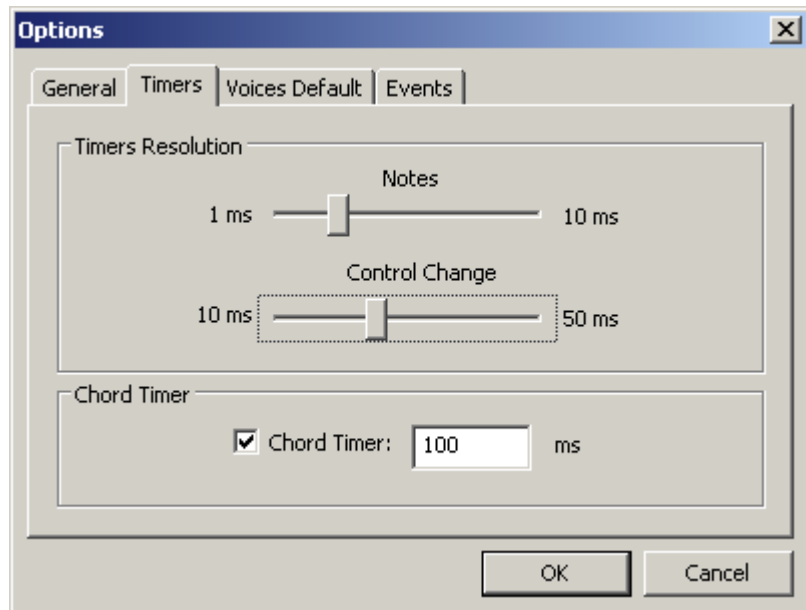 Options
General Timers Voices Default Events
Timers Resolution
Notes
1 ms 10 ms
Control Change
10 ms 50 ms
Chord Timer
Chord Timer: 100 ms
OK Cancel